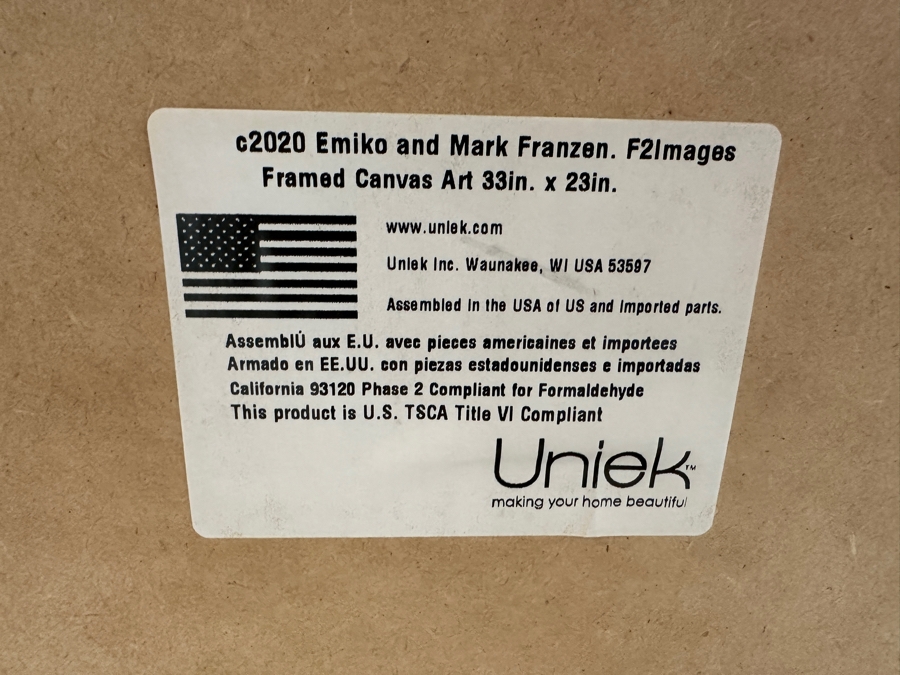 c2020 Emiko and Mark Franzen. F2Images
Framed Canvas Art 33in. x 23in.
www.uniek.com
Uniek Inc. Waunakee, WI USA 53597
Assembled in the USA of US and imported parts.
AssemblÚ aux E.U. avec pieces americaines et importees
Armado en EE.UU. con piezas estadounidenses e importadas
California 93120 Phase 2 Compliant for Formaldehyde
This product is U.S. TSCA Title VI Compliant
Uniek™
making your home beautiful